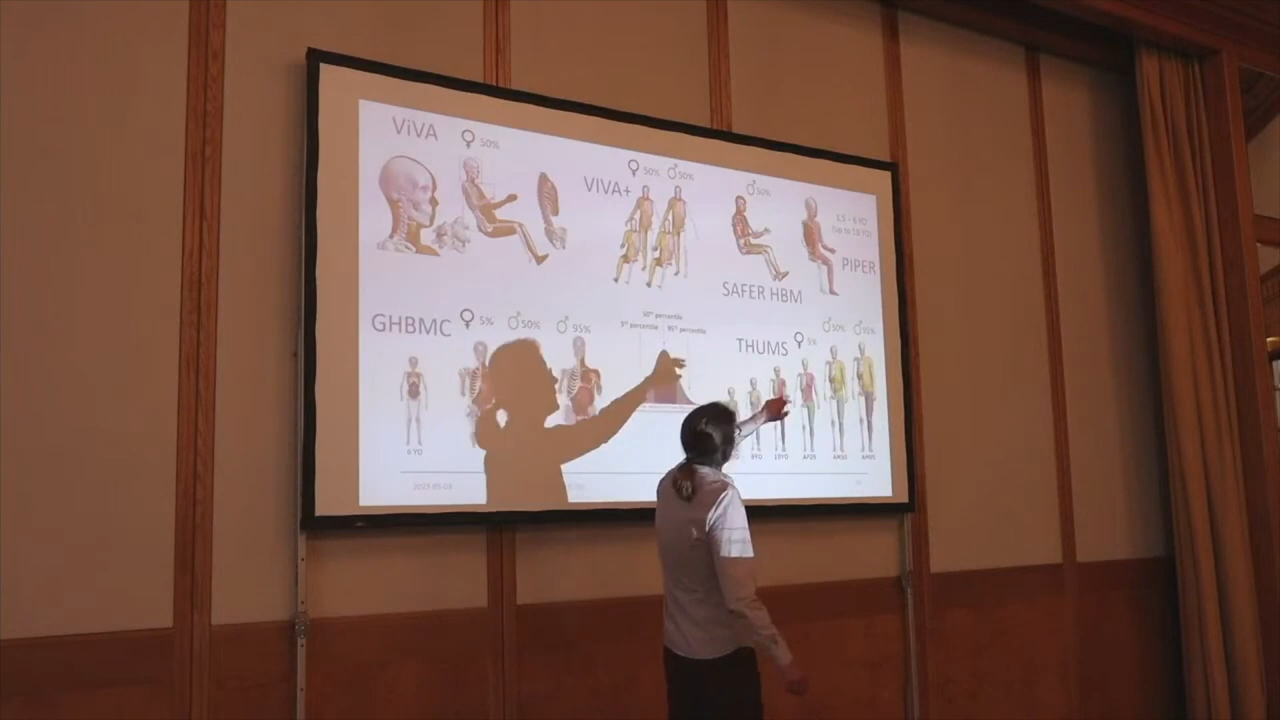 ViVA
50%
VIVA+
50% 50%
50%
1.5 – 6 YO
(up to 18 YO)
PIPER
SAFER HBM
GHBMC
5% 50% 95%
50th percentile
5th percentile 95th percentile
THUMS
5% 50% 95%
6 YO
10YO AF05 AM50 AM95
2023-05-03